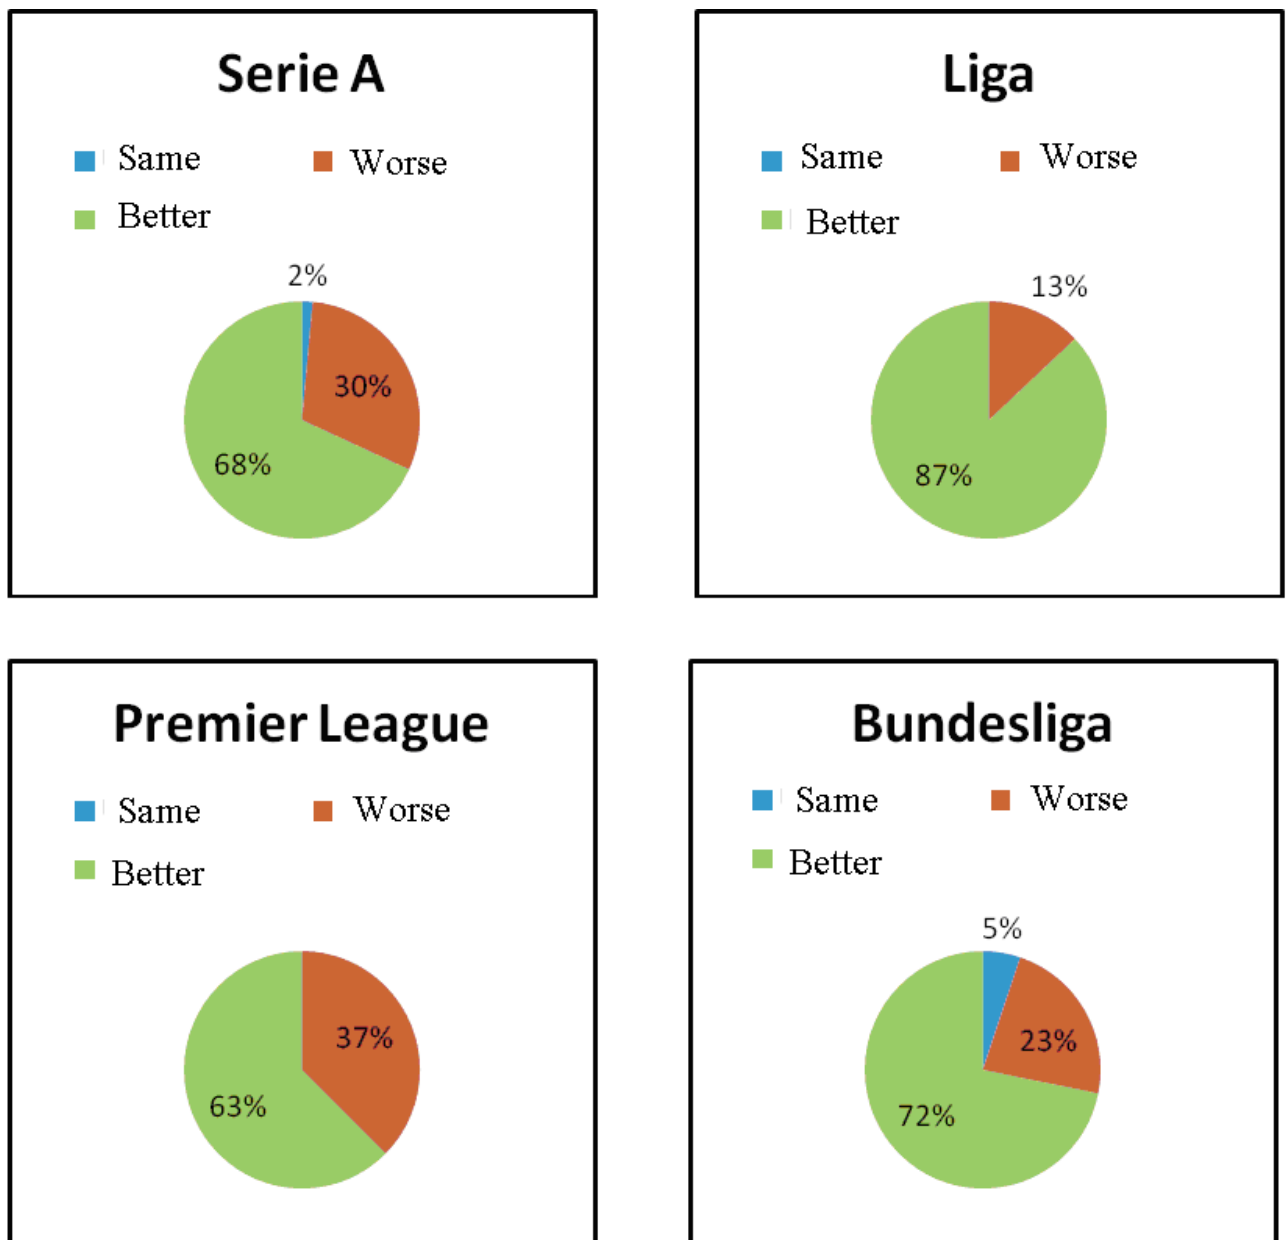 Serie A
Same Worse
Better
2%
30%
68%
Liga
Same Worse
Better
13%
87%
Premier League
Same Worse
Better
37%
63%
Bundesliga
Same Worse
Better
5%
23%
72%